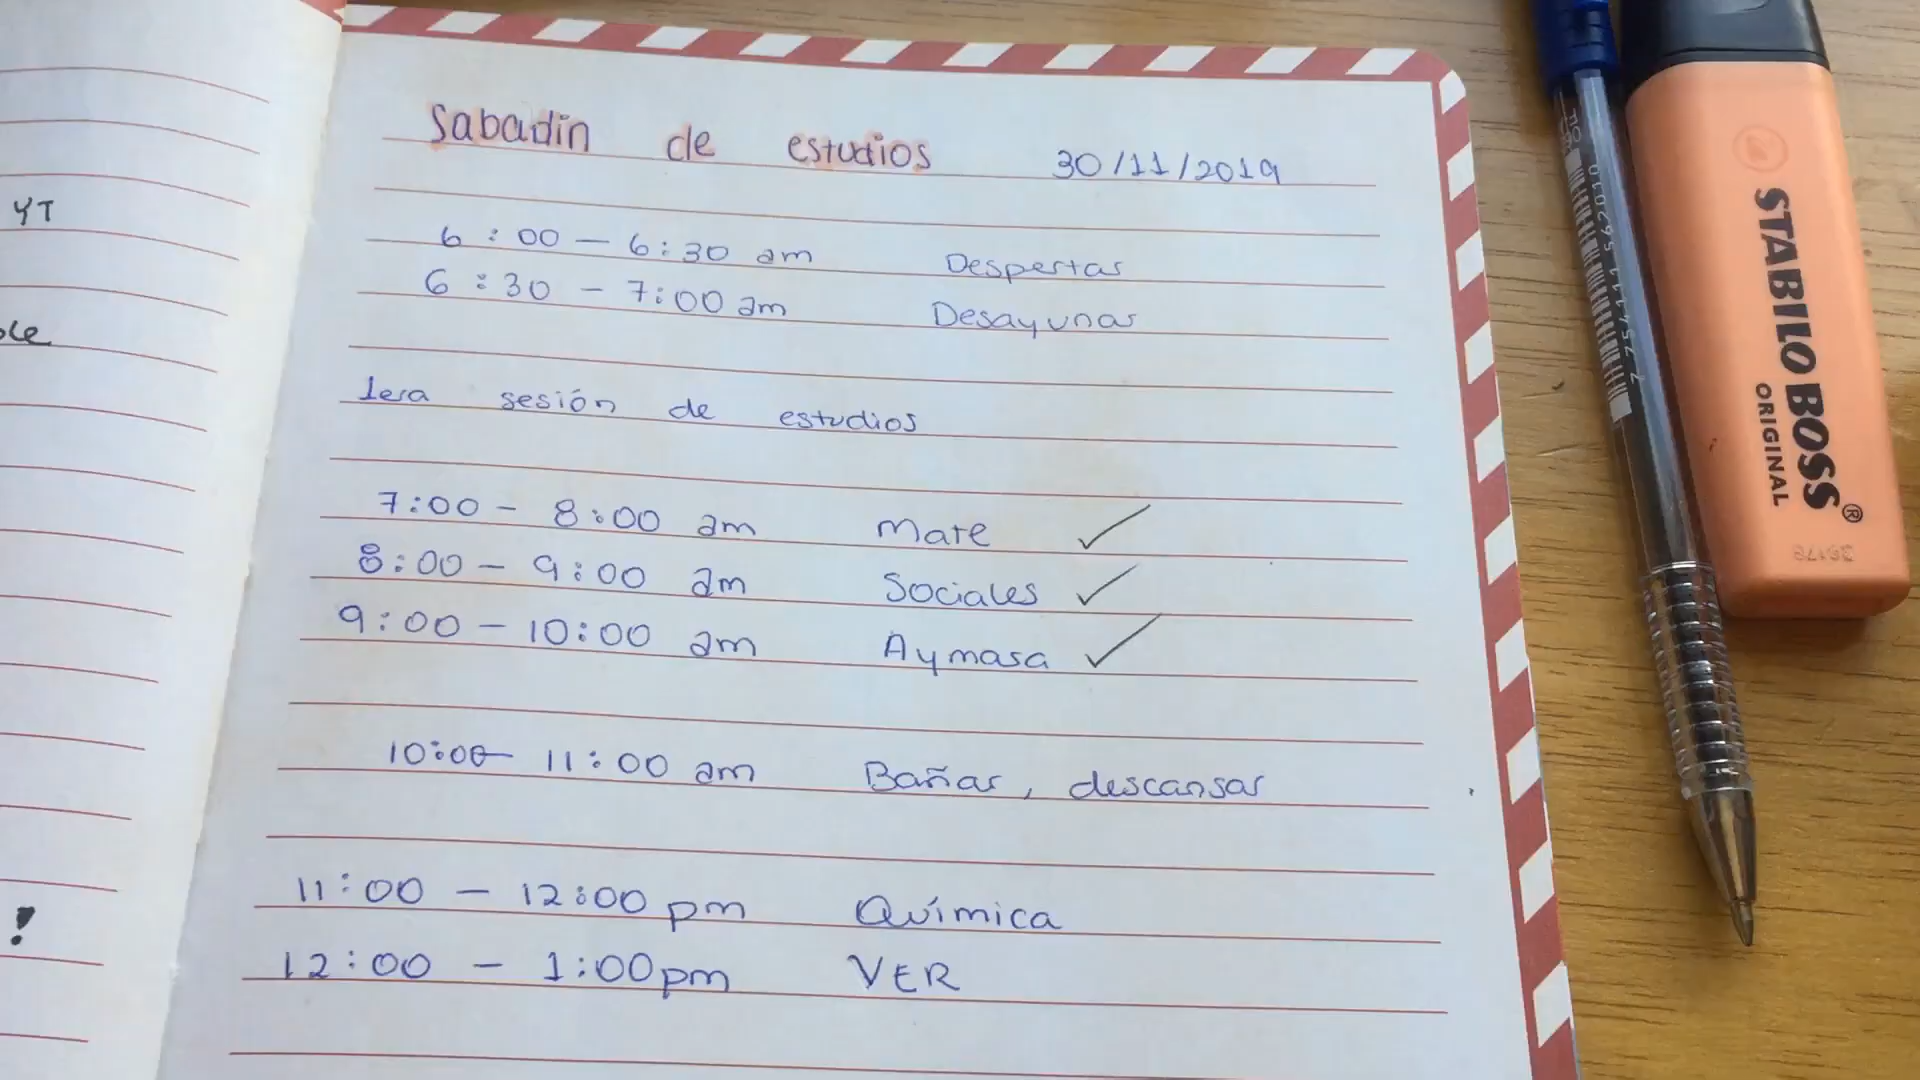 YT
!
Sabadin de estudios 30/11/2019
6:00 - 6:30 am Despertar
6:30 - 7:00 am Desayunar
1era sesión de estudios
7:00 - 8:00 am Mate ✓
8:00 - 9:00 am Sociales ✓
9:00 - 10:00 am Aymara ✓
10:00 - 11:00 am Bañar, descansar
11:00 - 12:00 pm Química
12:00 - 1:00 pm VER
STABILO BOSS®
ORIGINAL